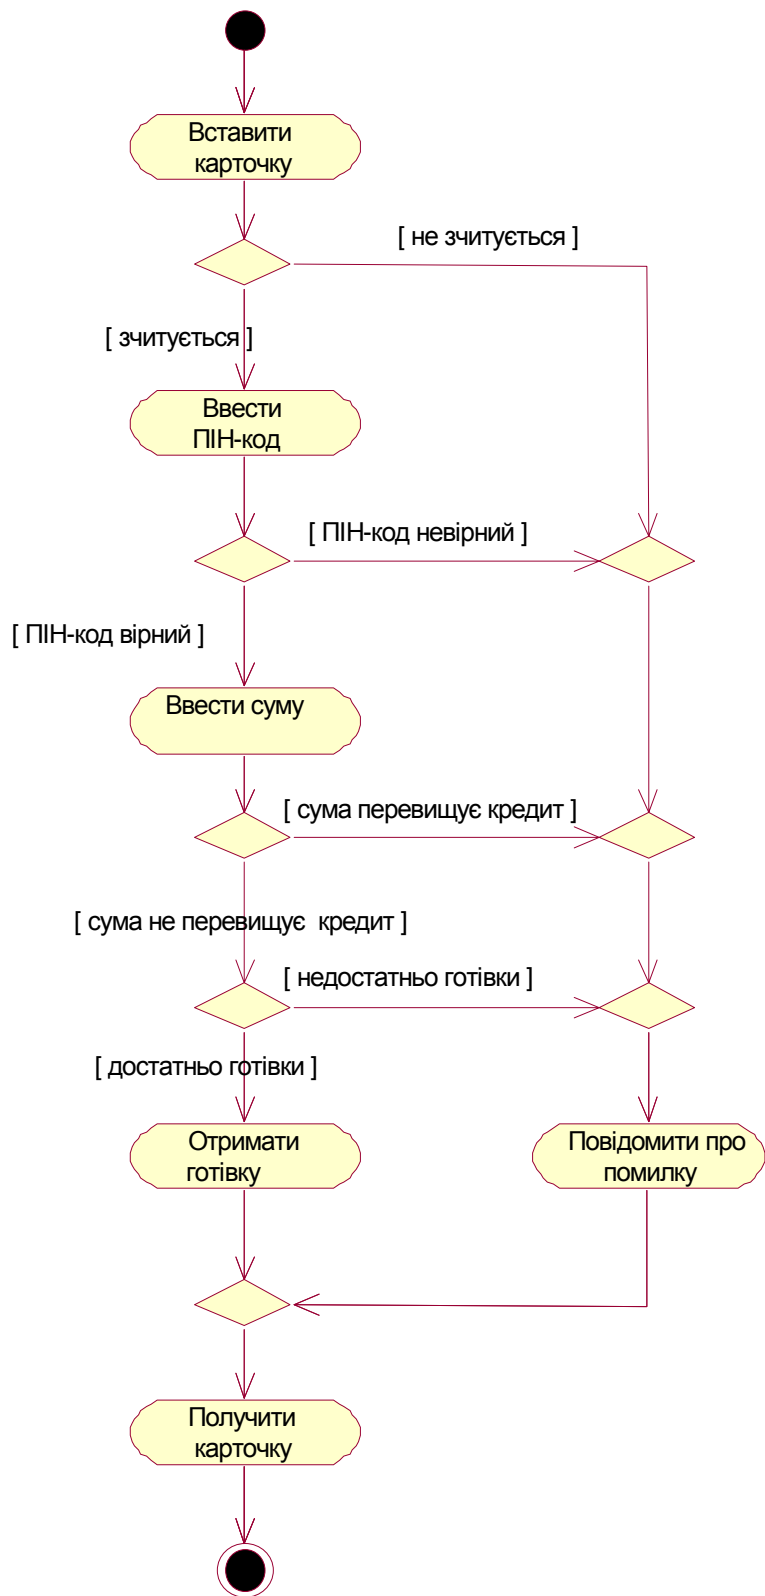 Вставити
карточку
[ не зчитується ]
[ зчитується ]
Ввести
ПІН-код
[ ПІН-код невірний ]
[ ПІН-код вірний ]
Ввести суму
[ сума перевищує кредит ]
[ сума не перевищує  кредит ]
[ недостатньо готівки ]
[ достатньо готівки ]
Отримати
готівку
Повідомити про
помилку
Получити
карточку